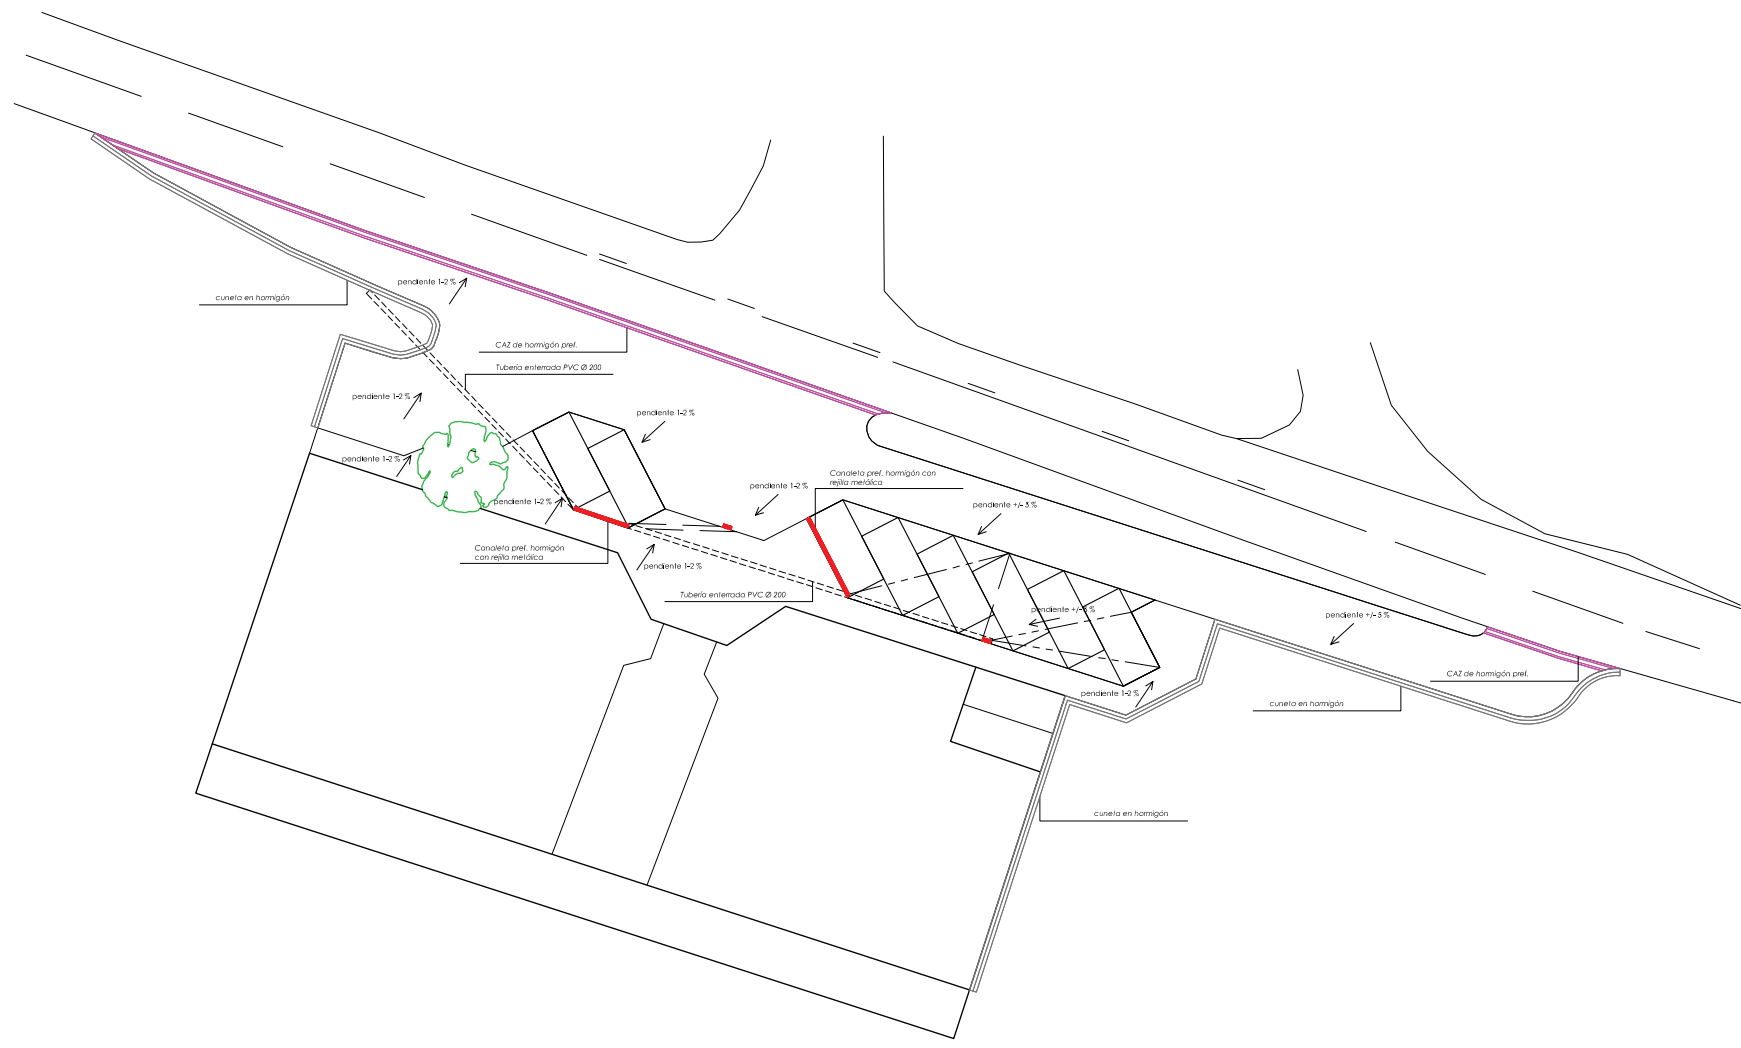 pendiente 1-2 %
cuneta en hormigón
CAZ de hormigón pref.
Tubería enterrada PVC Ø 200
pendiente 1-2 %
pendiente 1-2 %
pendiente 1-2 %
Canaleta pref. hormigón con
rejilla metálica
pendiente 1-2 %
pendiente 1-2 %
pendiente +/- 3 %
Canaleta pref. hormigón
con rejilla metálica
pendiente 1-2 %
Tubería enterrada PVC Ø 200
pendiente +/- 3 %
pendiente +/- 5 %
CAZ de hormigón pref.
pendiente 1-2 %
cuneta en hormigón
cuneta en hormigón